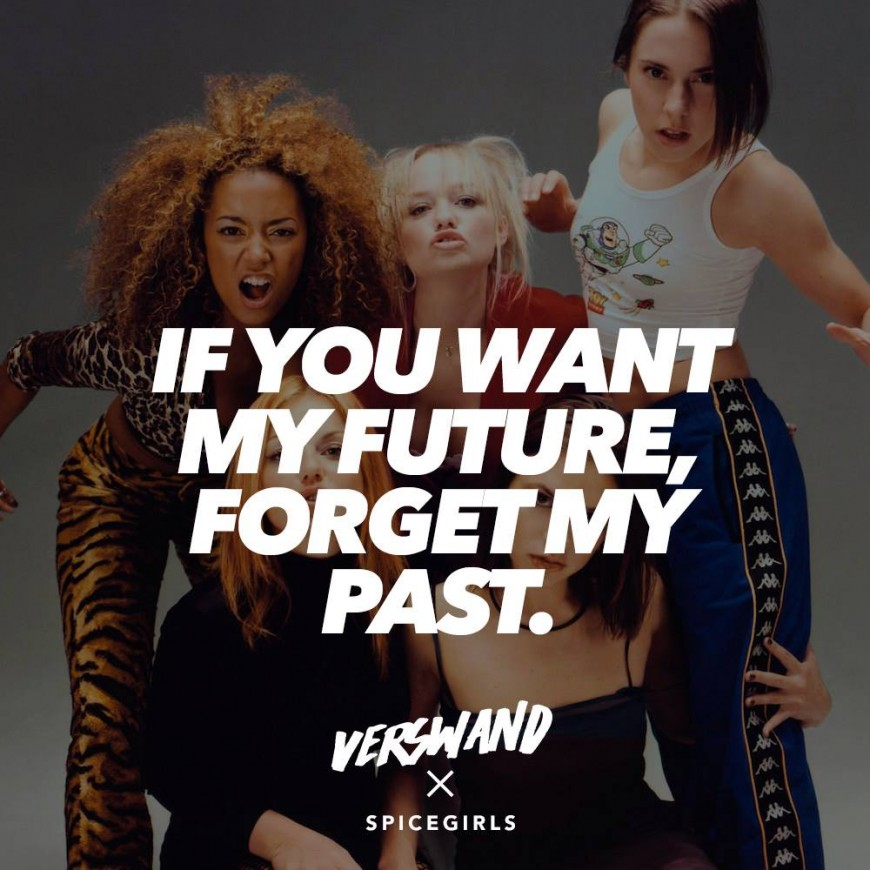 IF YOU WANT
MY FUTURE,
FORGET MY
PAST.
VERSWAND
×
SPICEGIRLS